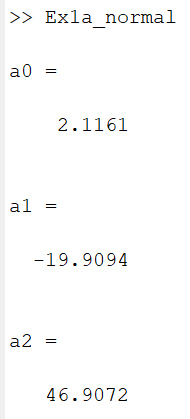 >> Ex1a_normal
a0 =
2.1161
a1 =
-19.9094
a2 =
46.9072